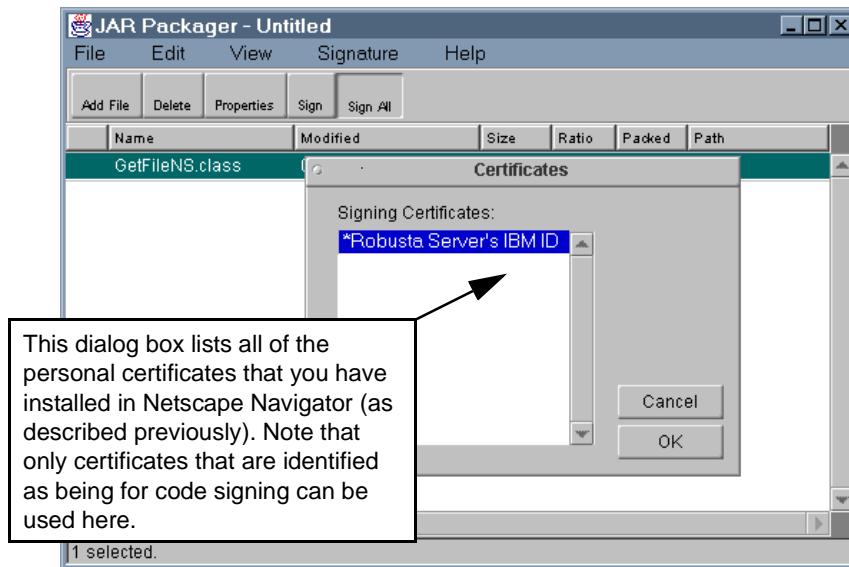 JAR Packager - Untitled
File Edit View Signature Help
Add File Delete Properties Sign Sign All
Name Modified Size Ratio Packed Path
GetFileNS.class
Certificates
Signing Certificates:
*Robusta Server's IBM ID
This dialog box lists all of the
personal certificates that you have
installed in Netscape Navigator (as
described previously). Note that
only certificates that are identified
as being for code signing can be
used here.
Cancel
OK
1 selected.